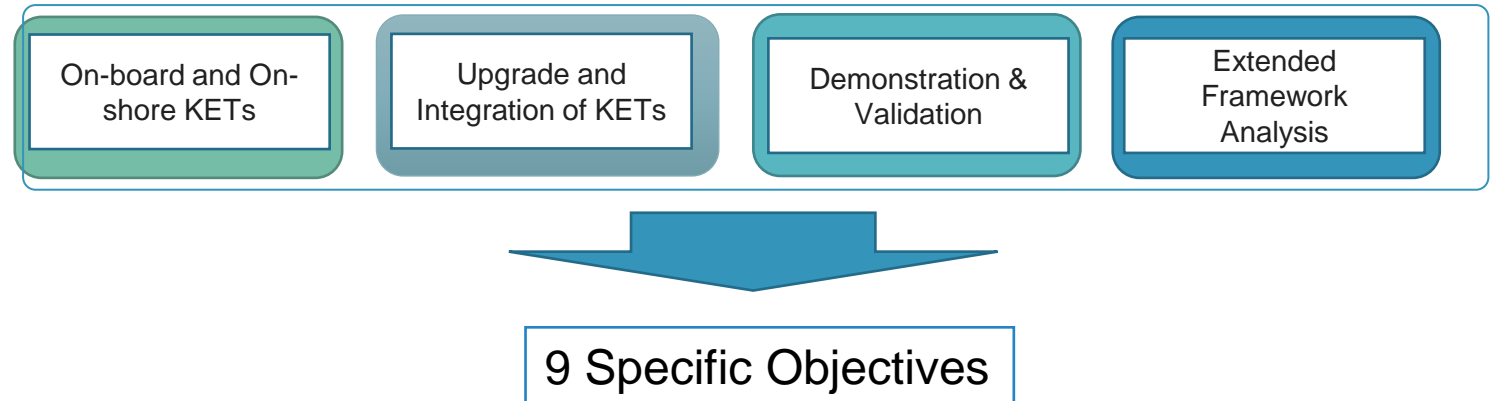 On-board and On-
shore KETs
Upgrade and
Integration of KETs
Demonstration &
Validation
Extended
Framework
Analysis
9 Specific Objectives